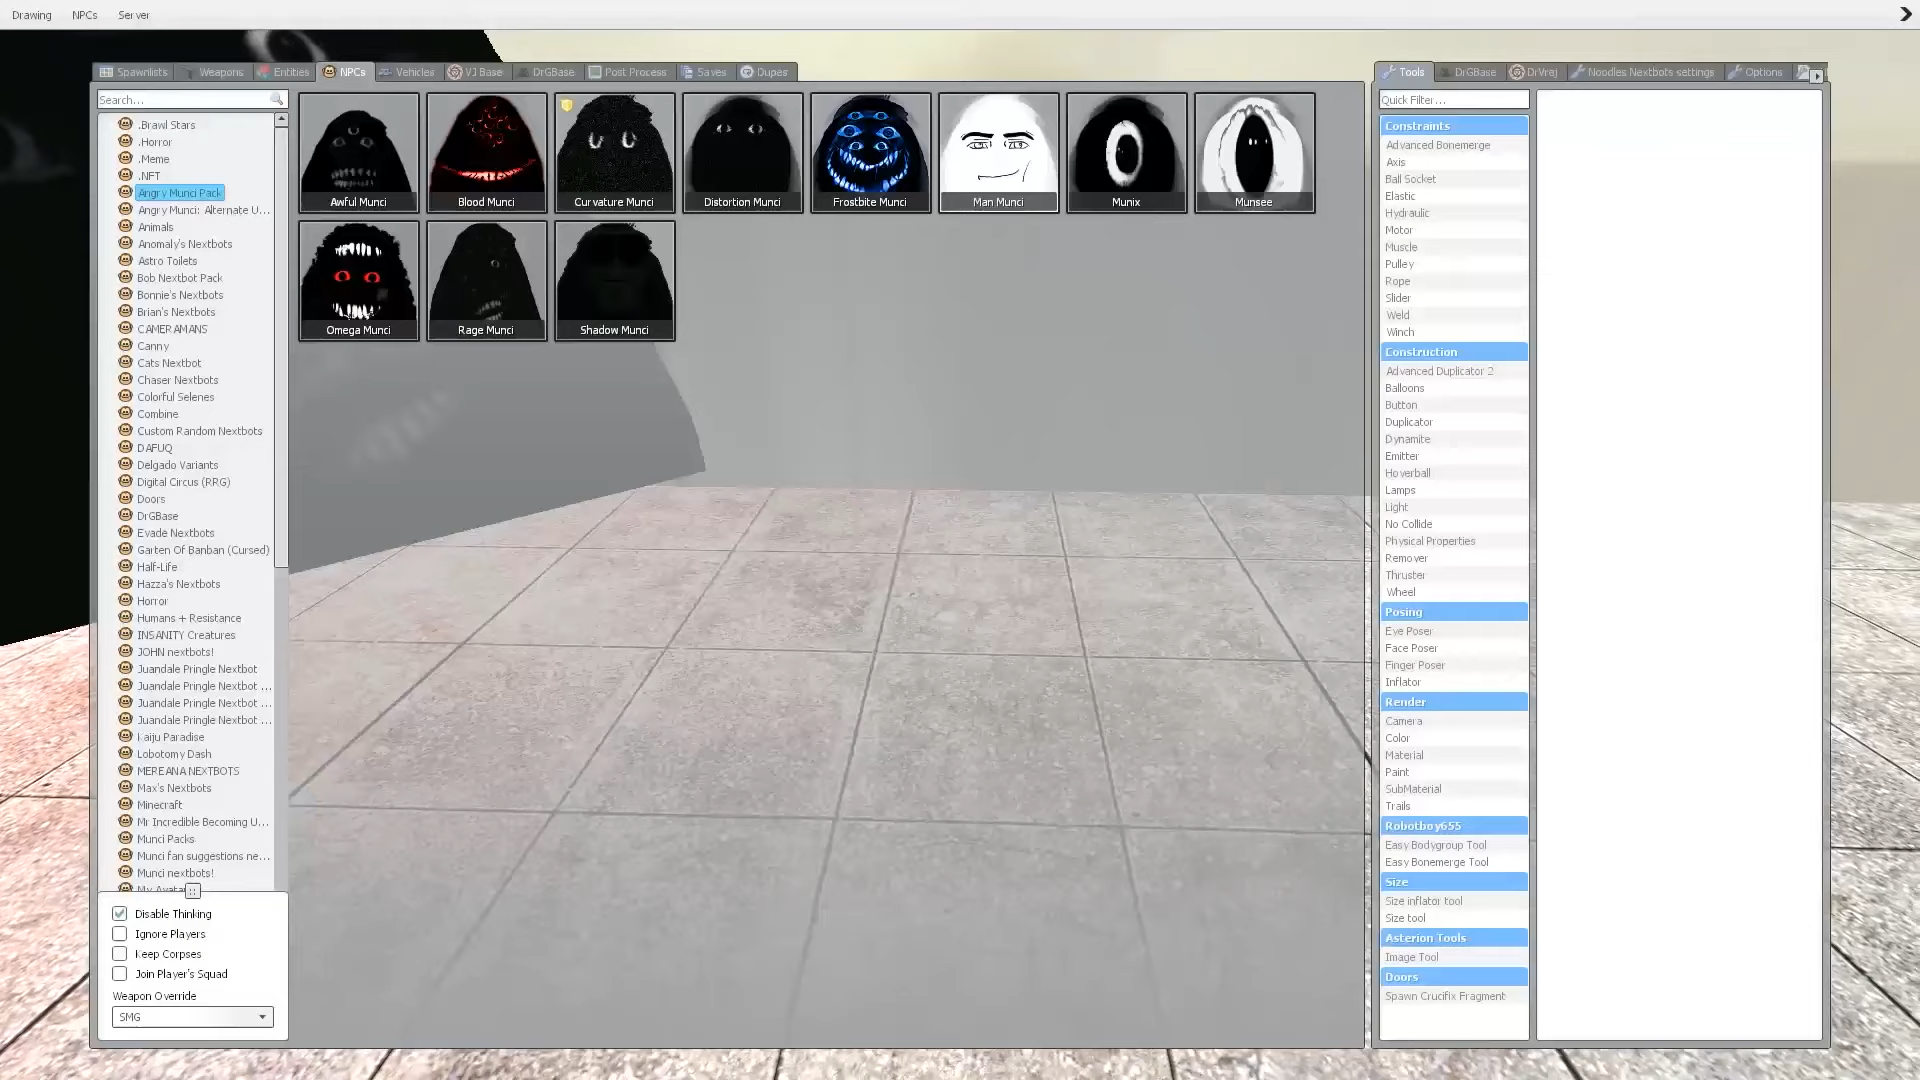 Drawing NPCs Server
Spawnlists Weapons Entities NPCs Vehicles VJ Base DrGBase Post Process Saves Dupes
Search...
.Brawl Stars
.Horror
.Meme
.NFT
Angry Munci Pack
Angry Munci: Alternate U...
Animals
Anomaly's Nextbots
Astro Toilets
Bob Nextbot Pack
Bonnie's Nextbots
Brian's Nextbots
CAMERAMANS
Canny
Cats Nextbot
Chaser Nextbots
Colorful Selenes
Combine
Custom Random Nextbots
DAFUQ
Delgado Variants
Digital Circus (RRG)
Doors
DrGBase
Evade Nextbots
Garten Of Banban (Cursed)
Half-Life
Hazza's Nextbots
Horror
Humans + Resistance
INSANITY Creatures
JOHN nextbots!
Juandale Pringle Nextbot
Juandale Pringle Nextbot ...
Juandale Pringle Nextbot ...
Juandale Pringle Nextbot ...
Kaiju Paradise
Lobotomy Dash
MEREANA NEXTBOTS
Max's Nextbots
Minecraft
Mr Incredible Becoming U...
Munci Packs
Munci fan suggestions ne...
Munci nextbots!
Disable Thinking
Ignore Players
Keep Corpses
Join Player's Squad
Weapon Override
SMG
Awful Munci Blood Munci Curvature Munci Distortion Munci Frostbite Munci Man Munci Munix Munsee
Omega Munci Rage Munci Shadow Munci
Tools DrGBase DrVrej Noodles Nextbots settings Options
Quick Filter...
Constraints
Advanced Bonemerge
Axis
Ball Socket
Elastic
Hydraulic
Motor
Muscle
Pulley
Rope
Slider
Weld
Winch
Construction
Advanced Duplicator 2
Balloons
Button
Duplicator
Dynamite
Emitter
Hoverball
Lamps
Light
No Collide
Physical Properties
Remover
Thruster
Wheel
Posing
Eye Poser
Face Poser
Finger Poser
Inflator
Render
Camera
Color
Material
Paint
SubMaterial
Trails
Robotboy655
Easy Bodygroup Tool
Easy Bonemerge Tool
Size
Size inflator tool
Size tool
Asterion Tools
Image Tool
Doors
Spawn Crucifix Fragment